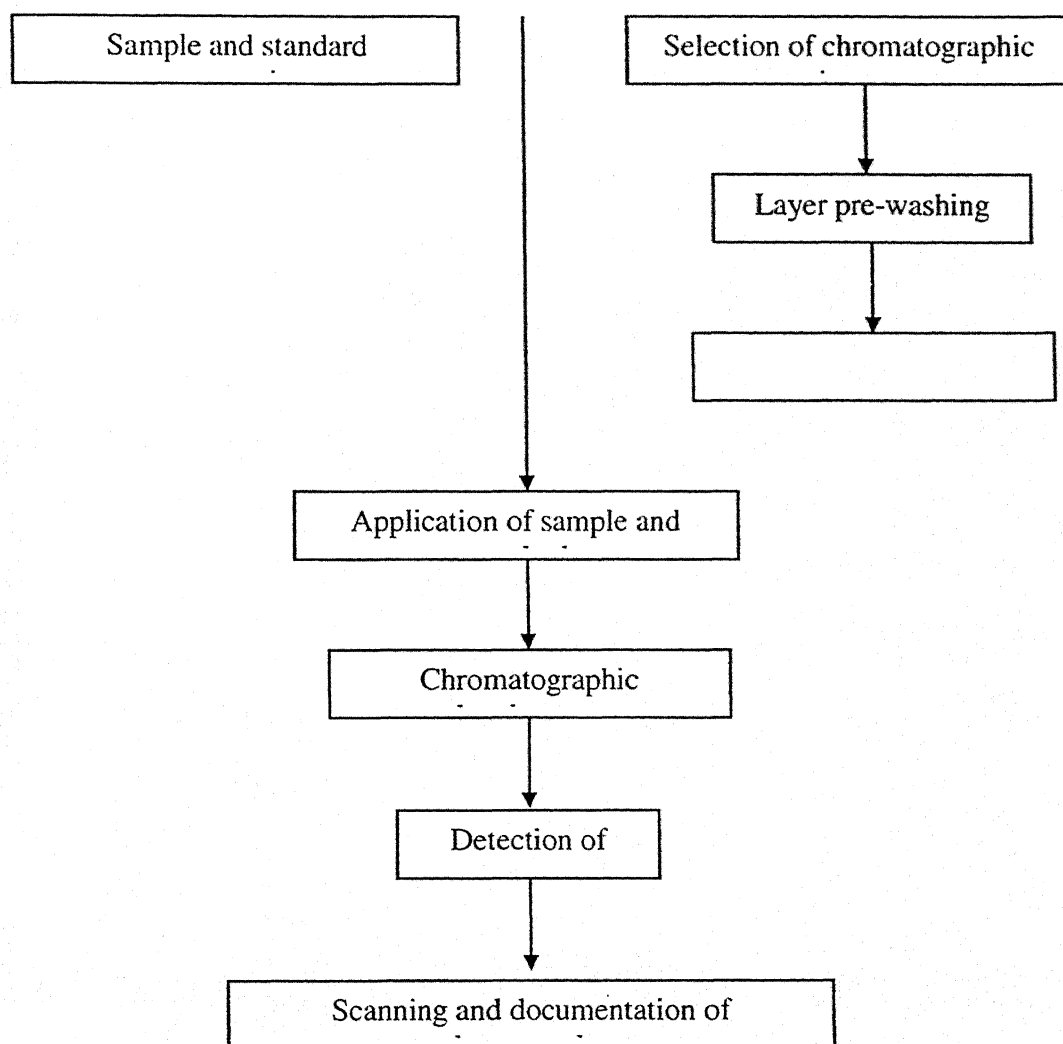 Sample and standard
Selection of chromatographic
Layer pre-washing
Application of sample and
Chromatographic
Detection of
Scanning and documentation of